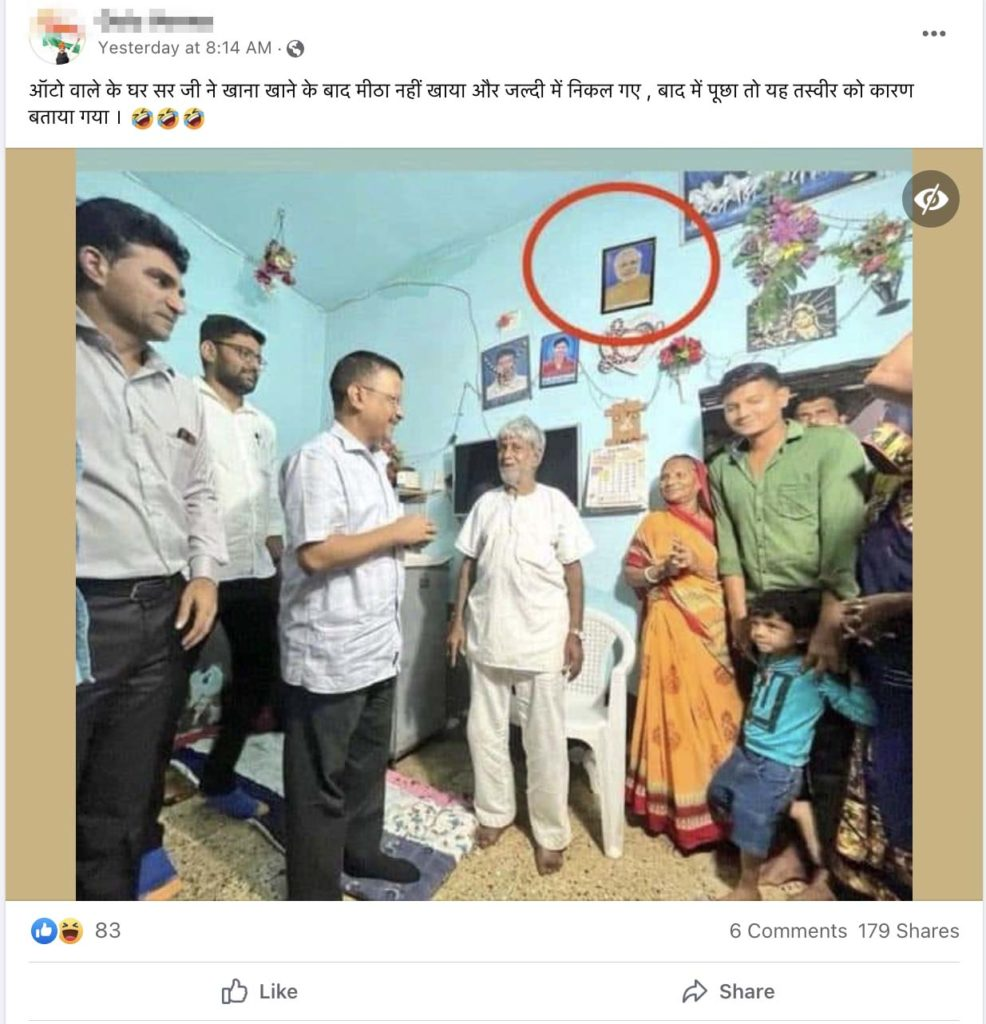 Yesterday at 8:14 AM ·
ऑटो वाले के घर सर जी ने खाना खाने के बाद मीठा नहीं खाया और जल्दी में निकल गए , बाद में पूछा तो यह तस्वीर को कारण
बताया गया । 🤣🤣🤣
83
6 Comments 179 Shares
Like
Share